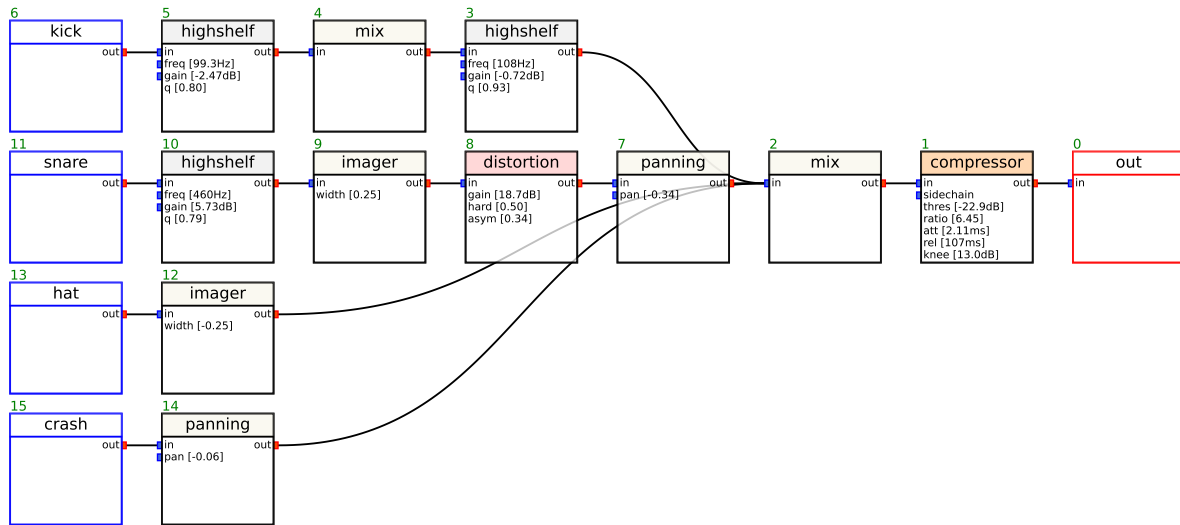 6
kick
out
5
highshelf
in out
freq [99.3Hz]
gain [-2.47dB]
q [0.80]
4
mix
in out
3
highshelf
in out
freq [108Hz]
gain [-0.72dB]
q [0.93]
11
snare
out
10
highshelf
in out
freq [460Hz]
gain [5.73dB]
q [0.79]
9
imager
in out
width [0.25]
8
distortion
in out
gain [18.7dB]
hard [0.50]
asym [0.34]
7
panning
in out
pan [-0.34]
2
mix
in out
1
compressor
in out
sidechain
thres [-22.9dB]
ratio [6.45]
att [2.11ms]
rel [107ms]
knee [13.0dB]
0
out
in
13
hat
out
12
imager
in out
width [-0.25]
15
crash
out
14
panning
in out
pan [-0.06]